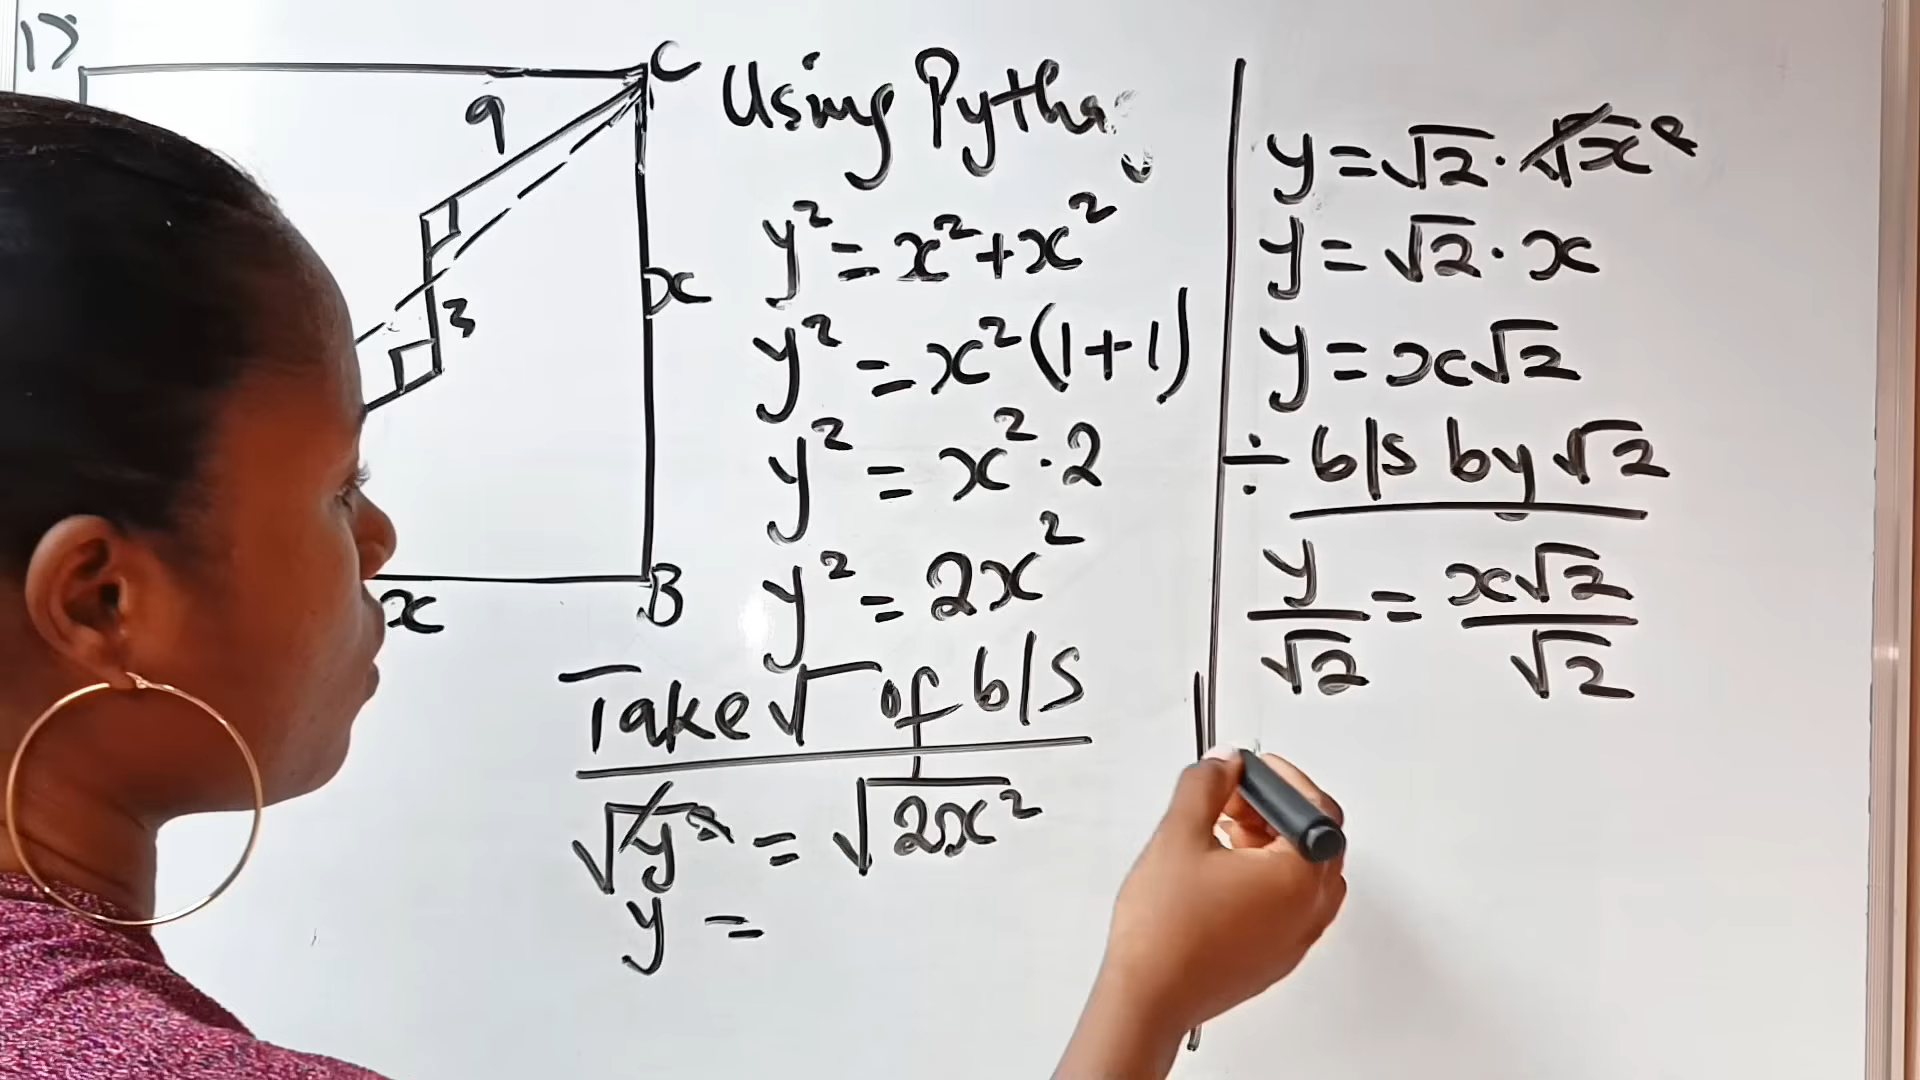 D
C
9
3
x
x
B
Using Pytha
y² = x² + x²
y² = x²(1+1)
y² = x²·2
y² = 2x²
Take √ of b/s
√y² = √2x²
y =
y = √2·√x²
y = √2·x
y = x√2
÷ b/s by √2
y/√2 = x√2/√2